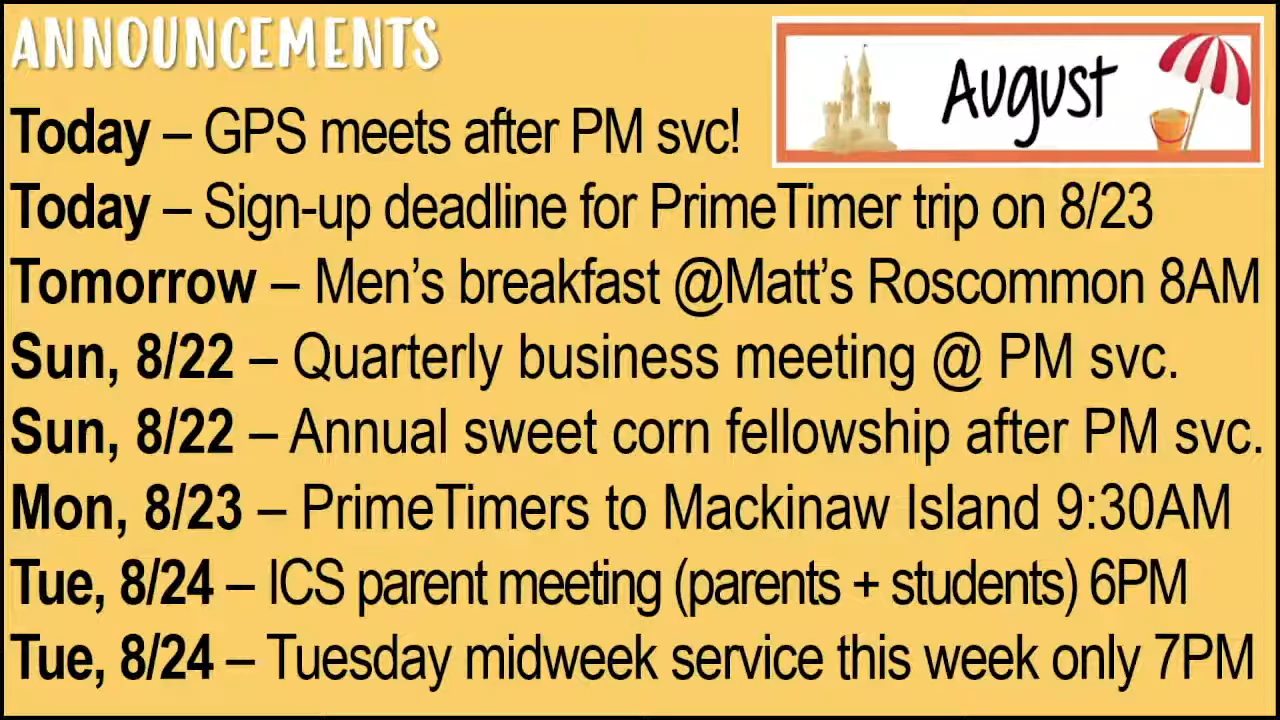 ANNOUNCEMENTS
August
Today – GPS meets after PM svc!
Today – Sign-up deadline for PrimeTimer trip on 8/23
Tomorrow – Men’s breakfast @Matt’s Roscommon 8AM
Sun, 8/22 – Quarterly business meeting @ PM svc.
Sun, 8/22 – Annual sweet corn fellowship after PM svc.
Mon, 8/23 – PrimeTimers to Mackinaw Island 9:30AM
Tue, 8/24 – ICS parent meeting (parents + students) 6PM
Tue, 8/24 – Tuesday midweek service this week only 7PM